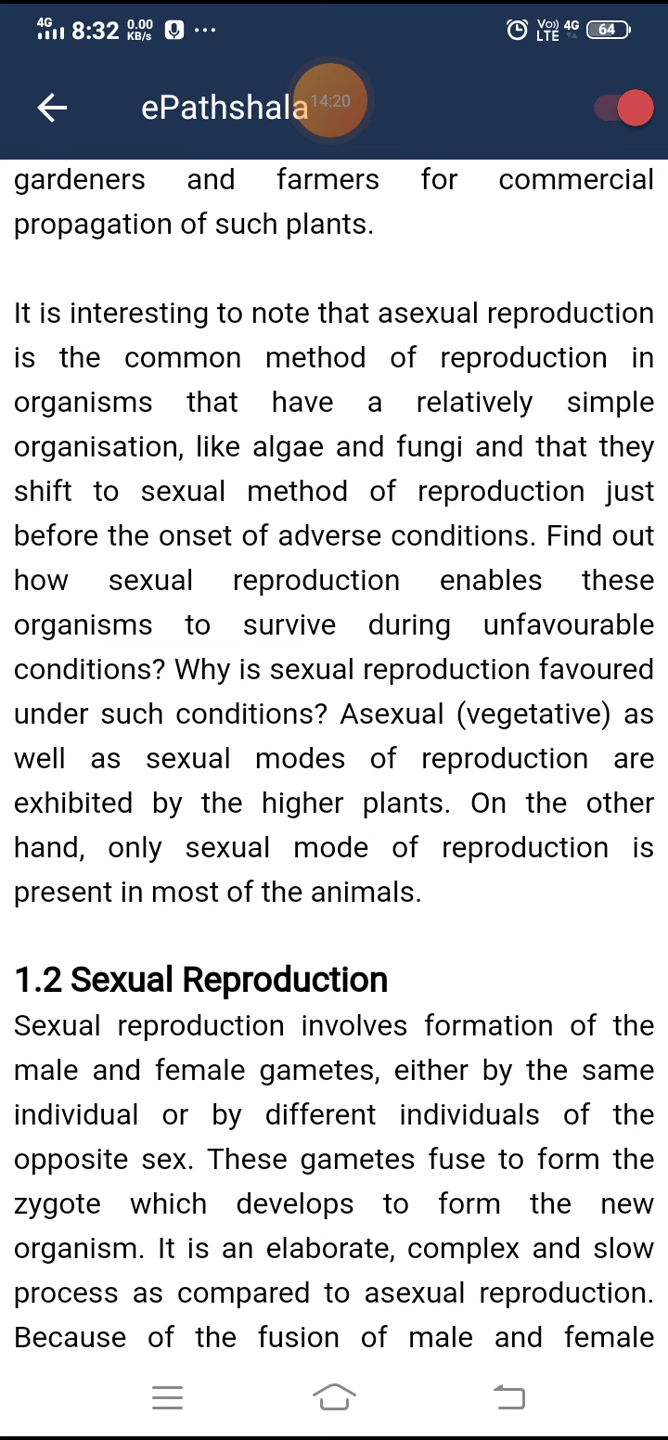 4G 8:32 0.00 KB/s ... Vo)) LTE 4G 64
ePathshala 14:20
gardeners and farmers for commercial
propagation of such plants.
It is interesting to note that asexual reproduction
is the common method of reproduction in
organisms that have a relatively simple
organisation, like algae and fungi and that they
shift to sexual method of reproduction just
before the onset of adverse conditions. Find out
how sexual reproduction enables these
organisms to survive during unfavourable
conditions? Why is sexual reproduction favoured
under such conditions? Asexual (vegetative) as
well as sexual modes of reproduction are
exhibited by the higher plants. On the other
hand, only sexual mode of reproduction is
present in most of the animals.
1.2 Sexual Reproduction
Sexual reproduction involves formation of the
male and female gametes, either by the same
individual or by different individuals of the
opposite sex. These gametes fuse to form the
zygote which develops to form the new
organism. It is an elaborate, complex and slow
process as compared to asexual reproduction.
Because of the fusion of male and female